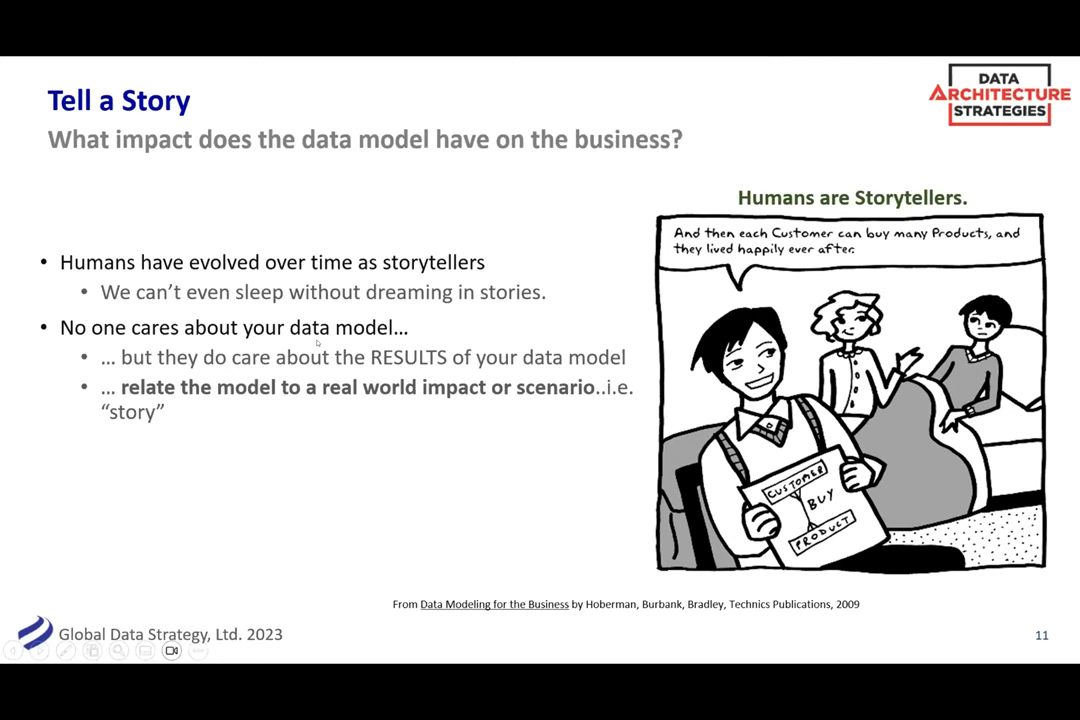 Tell a Story
What impact does the data model have on the business?
DATA
ARCHITECTURE
STRATEGIES
• Humans have evolved over time as storytellers
• We can’t even sleep without dreaming in stories.
• No one cares about your data model…
• … but they do care about the RESULTS of your data model
• … relate the model to a real world impact or scenario..i.e.
“story”
Humans are Storytellers.
And then each Customer can buy many Products, and
they lived happily ever after.
CUSTOMER
BUY
PRODUCT
From Data Modeling for the Business by Hoberman, Burbank, Bradley, Technics Publications, 2009
Global Data Strategy, Ltd. 2023
11